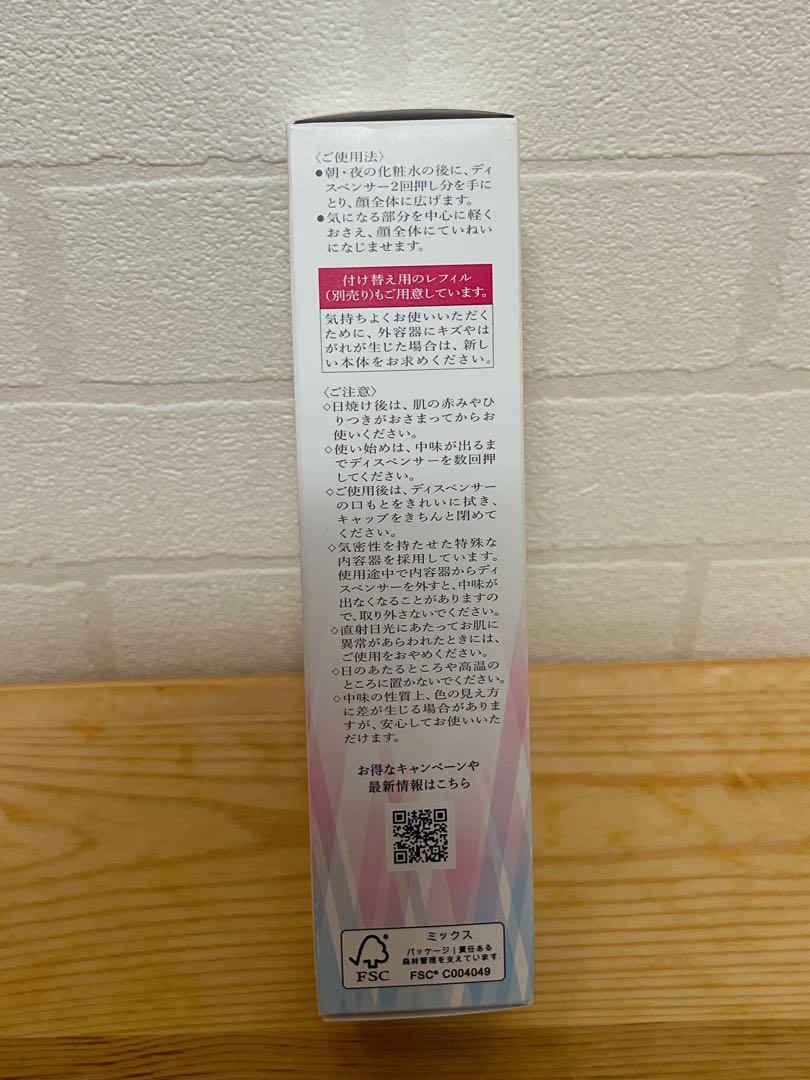 〈ご使用法〉
●朝・夜の化粧水の後に、ディ
スペンサー2回押し分を手に
とり、顔全体に広げます。
●気になる部分を中心に軽く
おさえ、顔全体にていねい
になじませます。
付け替え用のレフィル
(別売り)もご用意しています。
気持ちよくお使いいただく
ために、外容器にキズやは
がれが生じた場合は、新し
い本体をお求めください。
〈ご注意〉
◇日焼け後は、肌の赤みやひ
りつきがおさまってからお
使いください。
◇使い始めは、中味が出るま
でディスペンサーを数回押
してください。
◇ご使用後は、ディスペンサー
の口もとをきれいに拭き、
キャップをきちんと閉めて
ください。
◇気密性を持たせた特殊な
内容器を採用しています。
使用途中で内容器からディ
スペンサーを外すと、中味が
出なくなることがありますの
で、取り外さないでください。
◇直射日光にあたってお肌に
異常があらわれたときには、
ご使用をおやめください。
◇日のあたるところや高温の
ところに置かないでください。
◇中味の性質上、色の見え方
に差が生じる場合がありま
すが、安心してお使いいた
だけます。
お得なキャンペーンや
最新情報はこちら
ミックス
パッケージ|責任ある
森林管理を支えています
FSC® C004049
FSC